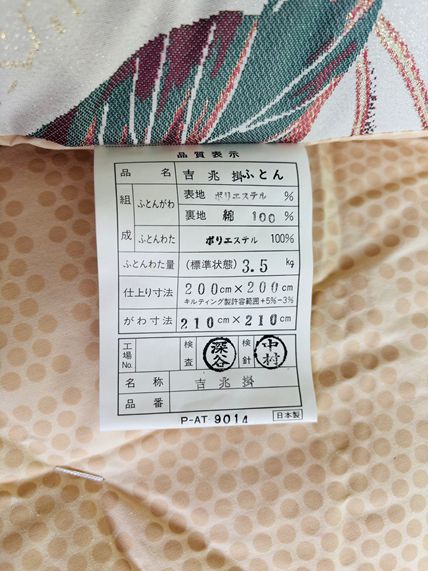 品質表示
品名 吉兆掛ふとん
組成 ふとんがわ 表地 ポリエステル %
裏地 綿 100%
ふとんわた ポリエステル 100%
ふとんわた量 (標準状態) 3.5 kg
仕上り寸法 200cm×200cm
キルティング製許容範囲+5%-3%
がわ寸法 210cm×210cm
工場No. 検査 深谷 検針 中村
名称 吉兆掛
品番
P-AT 9014 日本製